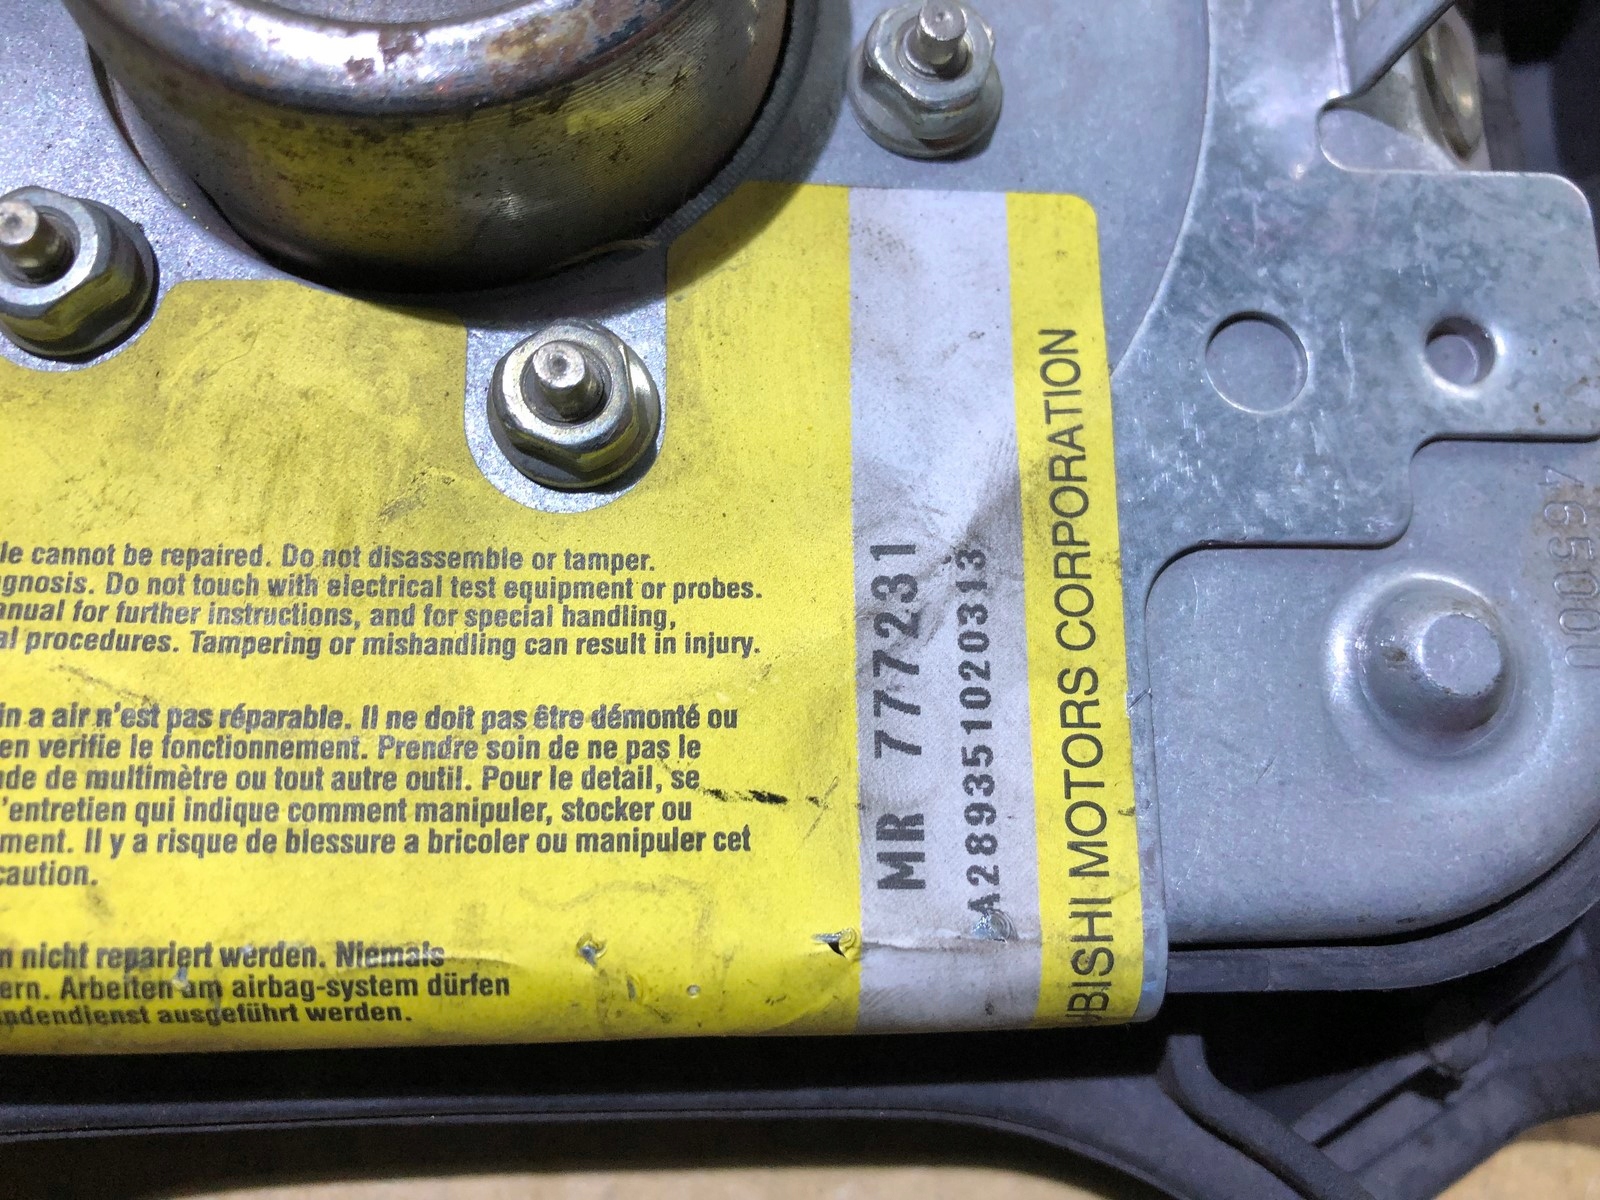 le cannot be repaired. Do not disassemble or tamper.
gnosis. Do not touch with electrical test equipment or probes.
anual for further instructions, and for special handling,
al procedures. Tampering or mishandling can result in injury.
in a air n'est pas réparable. Il ne doit pas être démonté ou
en verifie le fonctionnement. Prendre soin de ne pas le
nde de multimètre ou tout autre outil. Pour le detail, se
'entretien qui indique comment manipuler, stocker ou
ment. Il y a risque de blessure a bricoler ou manipuler cet
caution.
n nicht repariert werden. Niemals
ern. Arbeiten am airbag-system dürfen
ndendienst ausgeführt werden.
MR 777231
A289351020313
UBISHI MOTORS CORPORATION